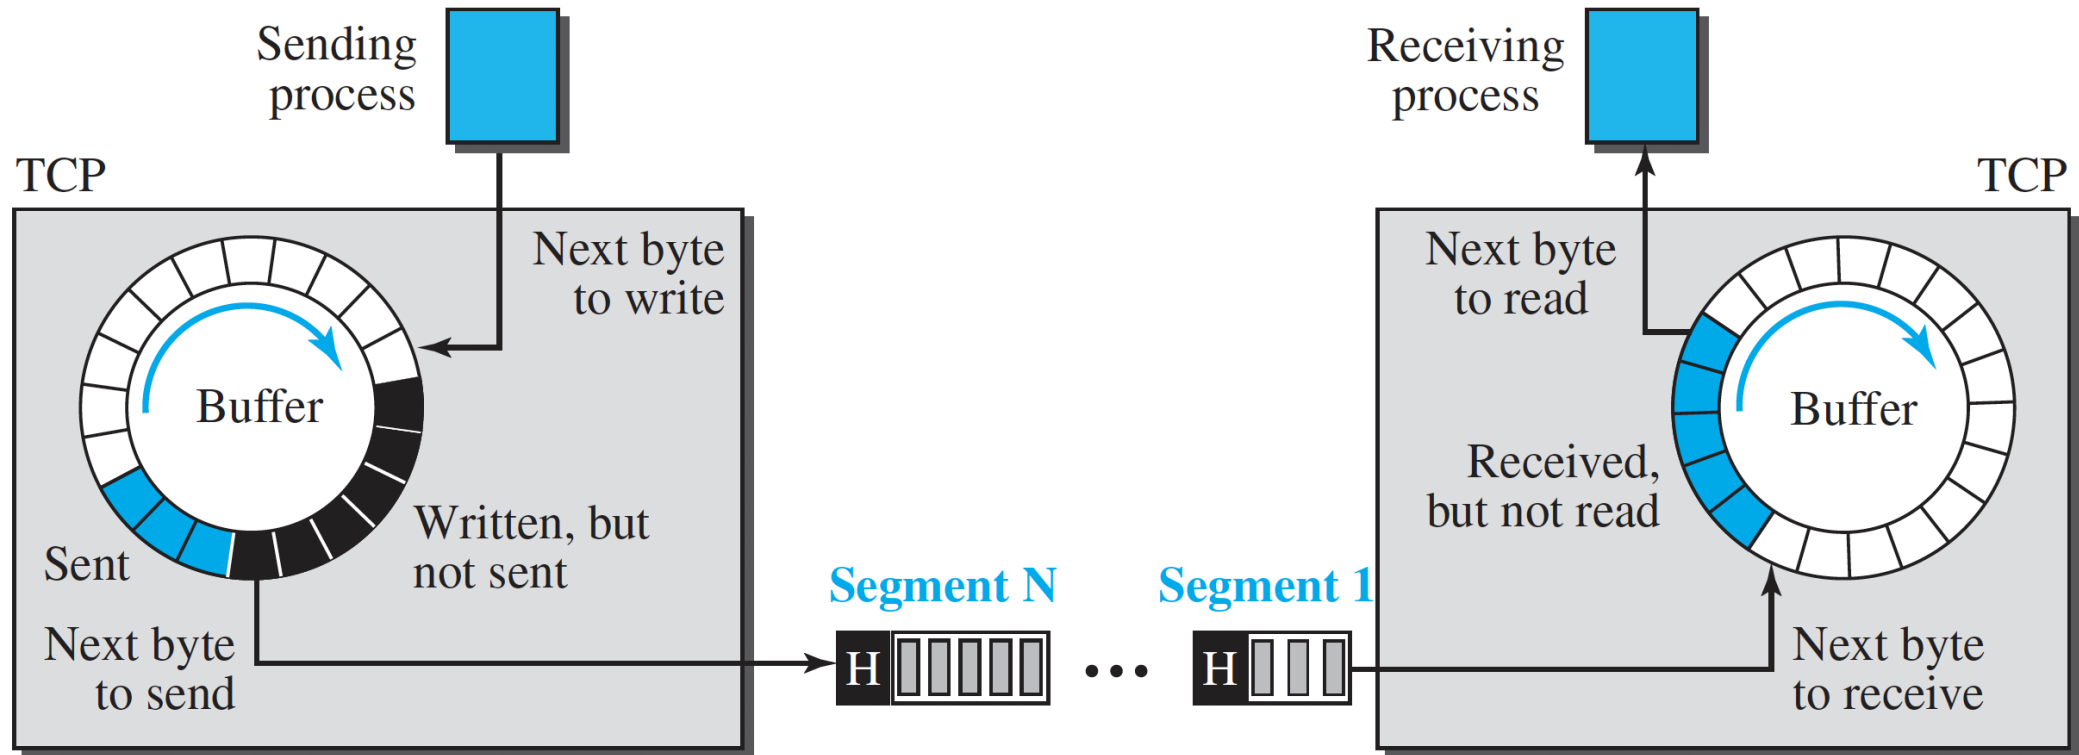 Sending
process
Receiving
process
TCP
TCP
Next byte
to write
Next byte
to read
Buffer
Buffer
Received,
but not read
Written, but
not sent
Sent
Segment N
Segment 1
Next byte
to send
H
...
H
Next byte
to receive